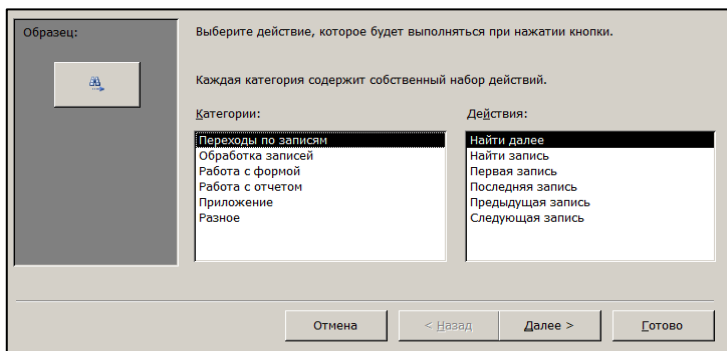 Образец:
Выберите действие, которое будет выполняться при нажатии кнопки.
Каждая категория содержит собственный набор действий.
Категории:
Переходы по записям
Обработка записей
Работа с формой
Работа с отчетом
Приложение
Разное
Действия:
Найти далее
Найти запись
Первая запись
Последняя запись
Предыдущая запись
Следующая запись
Отмена
< Назад
Далее >
Готово